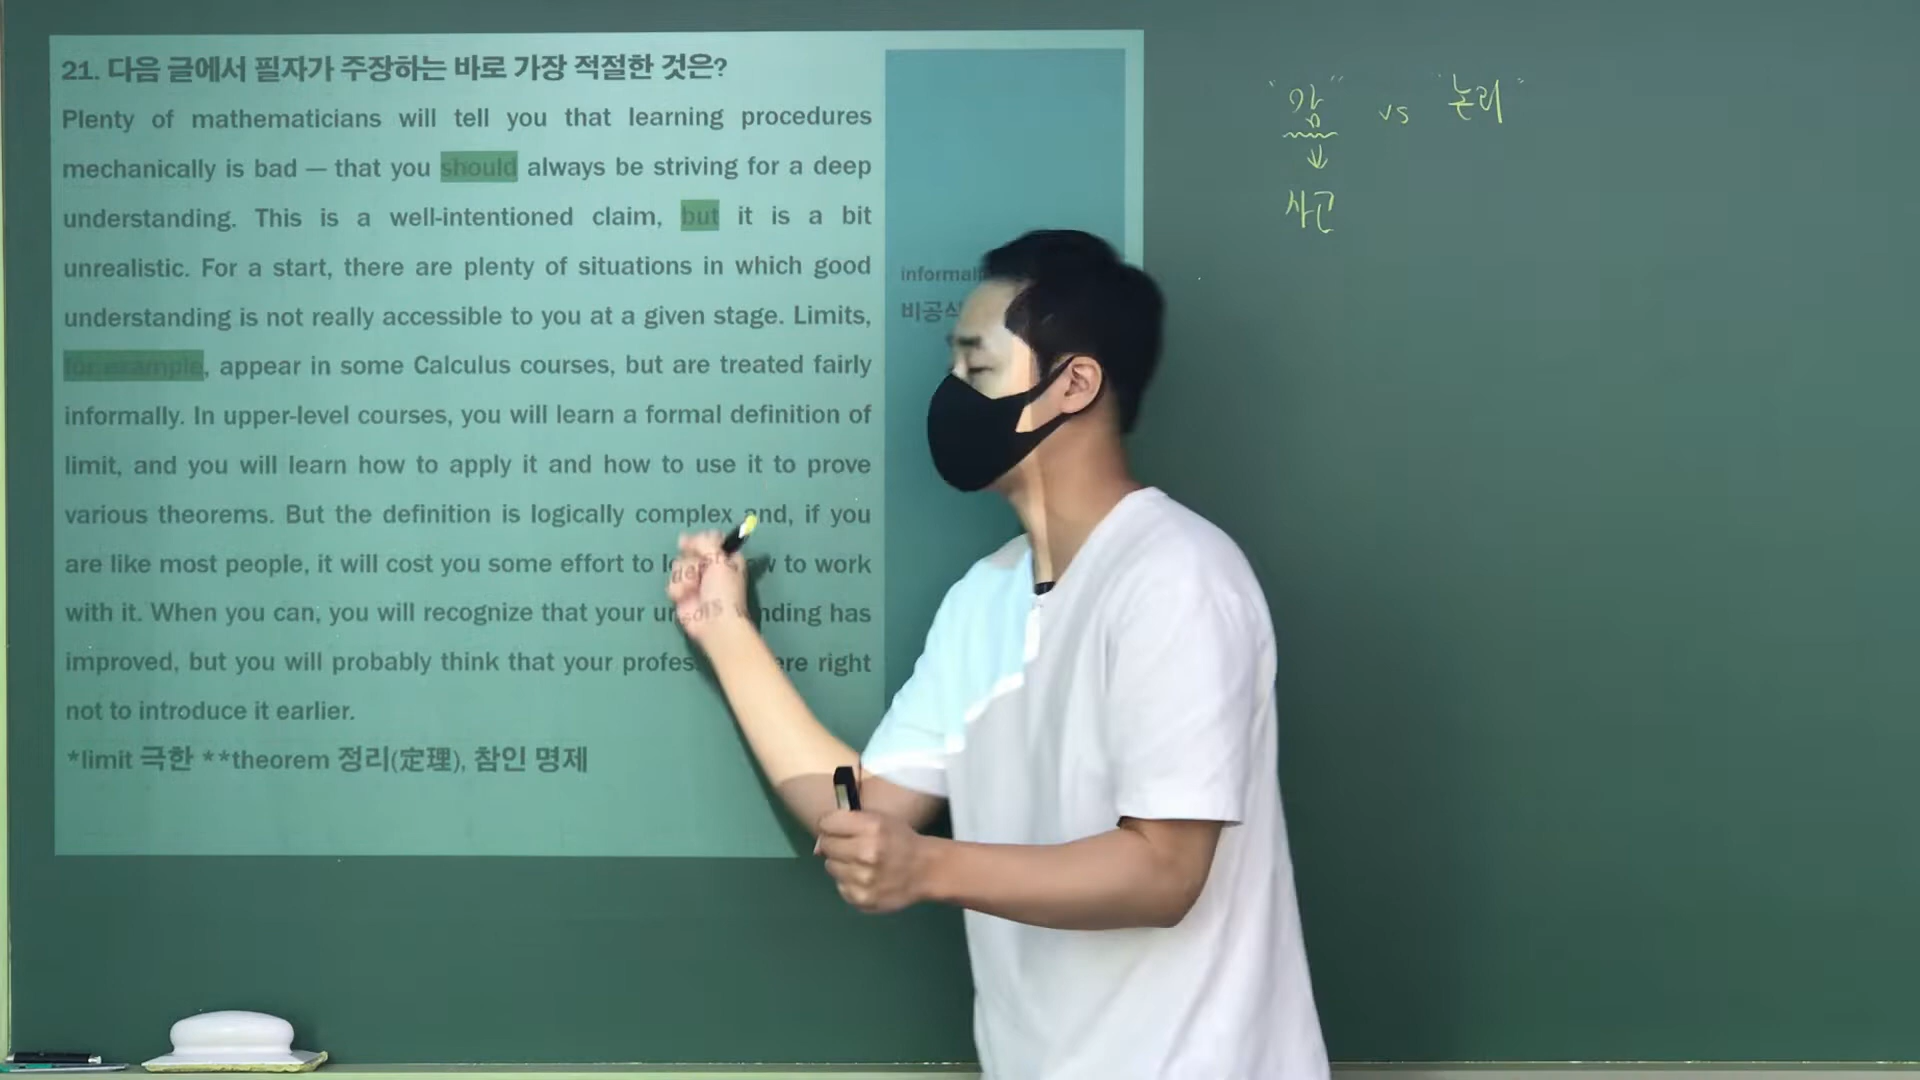 21. 다음 글에서 필자가 주장하는 바로 가장 적절한 것은?
Plenty of mathematicians will tell you that learning procedures
mechanically is bad — that you should always be striving for a deep
understanding. This is a well-intentioned claim, but it is a bit
unrealistic. For a start, there are plenty of situations in which good
understanding is not really accessible to you at a given stage. Limits,
for example, appear in some Calculus courses, but are treated fairly
informally. In upper-level courses, you will learn a formal definition of
limit, and you will learn how to apply it and how to use it to prove
various theorems. But the definition is logically complex and, if you
are like most people, it will cost you some effort to to work
with it. When you can, you will recognize that your has
improved, but you will probably think that your right
not to introduce it earlier.
*limit 극한 **theorem 정리(定理), 참인 명제
비공식
"암" vs "논리"
↓
사고